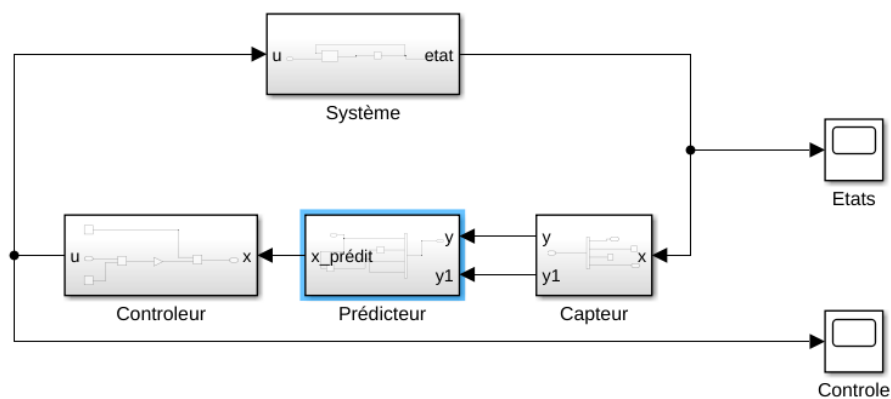 u
etat
Système
Etats
u
x
Controleur
x_prédit
y
y1
Prédicteur
y
y1
x
Capteur
Controle